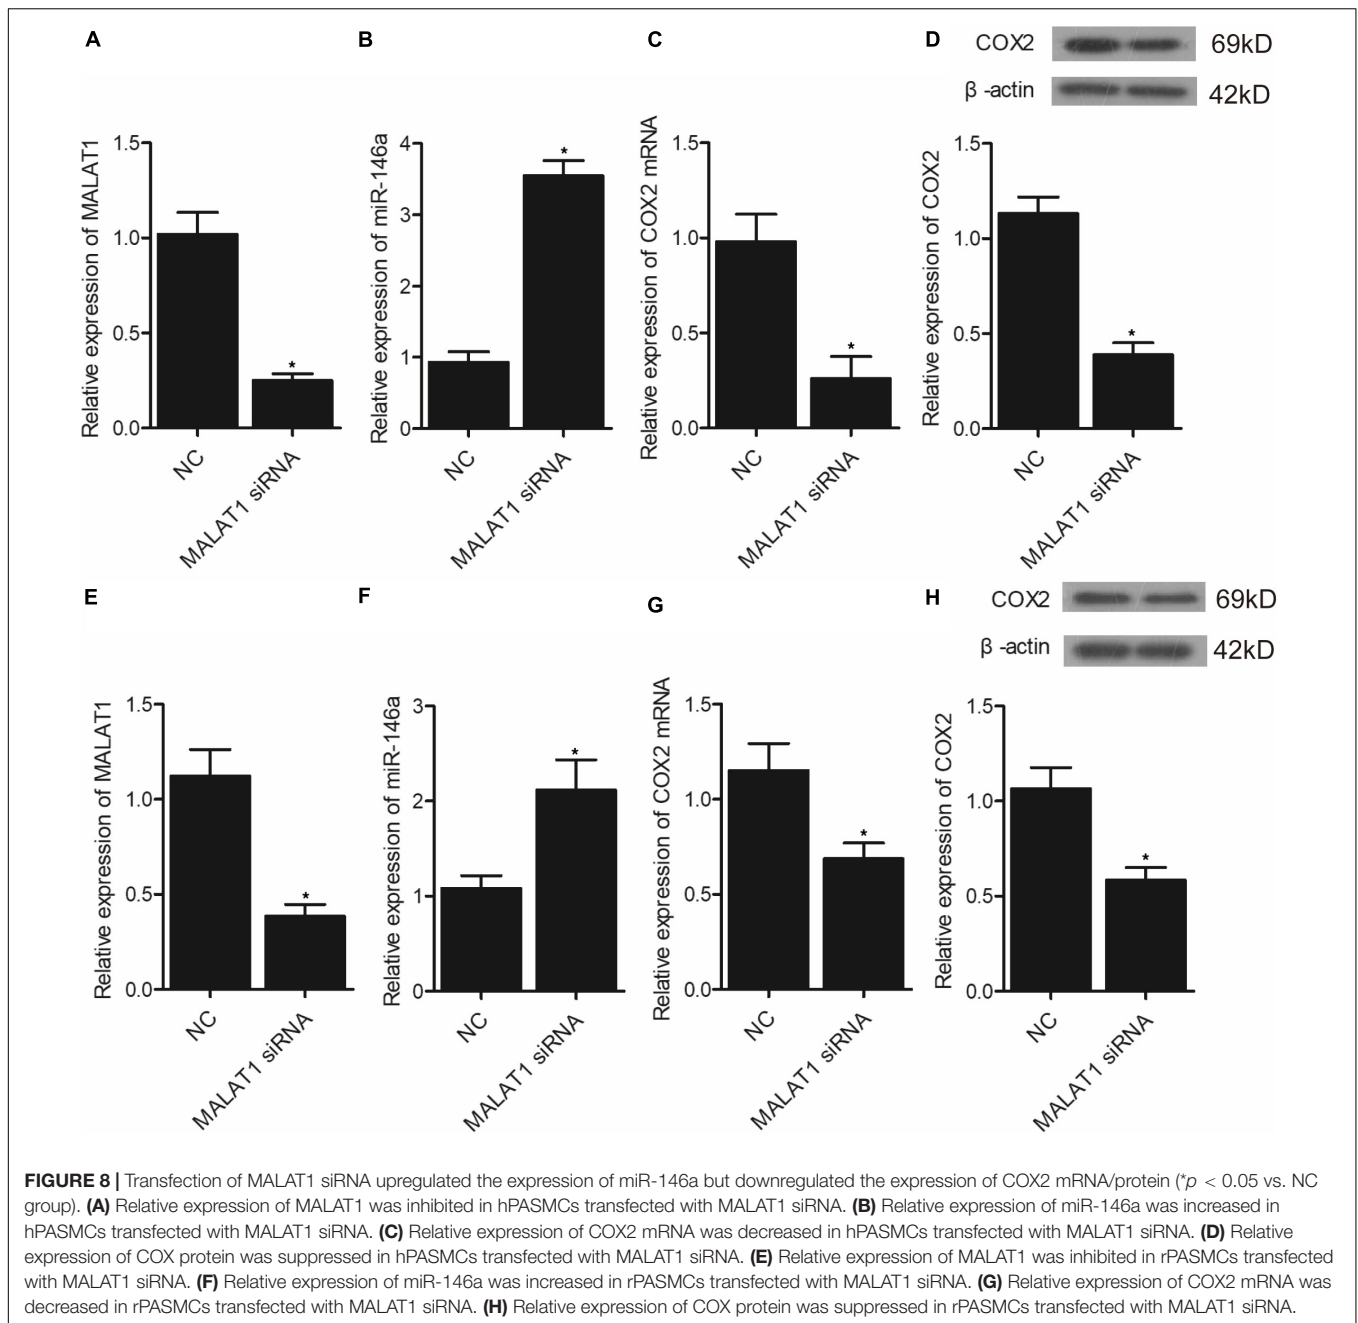 A
B
C
D
COX2
69kD
β -actin
42kD
Relative expression of MALAT1
1.5
1.0
0.5
0.0
*
NC
MALAT1 siRNA
Relative expression of miR-146a
4
3
2
1
0
*
NC
MALAT1 siRNA
Relative expression of COX2 mRNA
1.5
1.0
0.5
0.0
*
NC
MALAT1 siRNA
Relative expression of COX2
1.5
1.0
0.5
0.0
*
NC
MALAT1 siRNA
E
F
G
H
COX2
69kD
β -actin
42kD
Relative expression of MALAT1
1.5
1.0
0.5
0.0
*
NC
MALAT1 siRNA
Relative expression of miR-146a
3
2
1
0
*
NC
MALAT1 siRNA
Relative expression of COX2 mRNA
1.5
1.0
0.5
0.0
*
NC
MALAT1 siRNA
Relative expression of COX2
1.5
1.0
0.5
0.0
*
NC
MALAT1 siRNA
FIGURE 8 | Transfection of MALAT1 siRNA upregulated the expression of miR-146a but downregulated the expression of COX2 mRNA/protein (*p < 0.05 vs. NC
group). (A) Relative expression of MALAT1 was inhibited in hPASMCs transfected with MALAT1 siRNA. (B) Relative expression of miR-146a was increased in
hPASMCs transfected with MALAT1 siRNA. (C) Relative expression of COX2 mRNA was decreased in hPASMCs transfected with MALAT1 siRNA. (D) Relative
expression of COX protein was suppressed in hPASMCs transfected with MALAT1 siRNA. (E) Relative expression of MALAT1 was inhibited in rPASMCs transfected
with MALAT1 siRNA. (F) Relative expression of miR-146a was increased in rPASMCs transfected with MALAT1 siRNA. (G) Relative expression of COX2 mRNA was
decreased in rPASMCs transfected with MALAT1 siRNA. (H) Relative expression of COX protein was suppressed in rPASMCs transfected with MALAT1 siRNA.